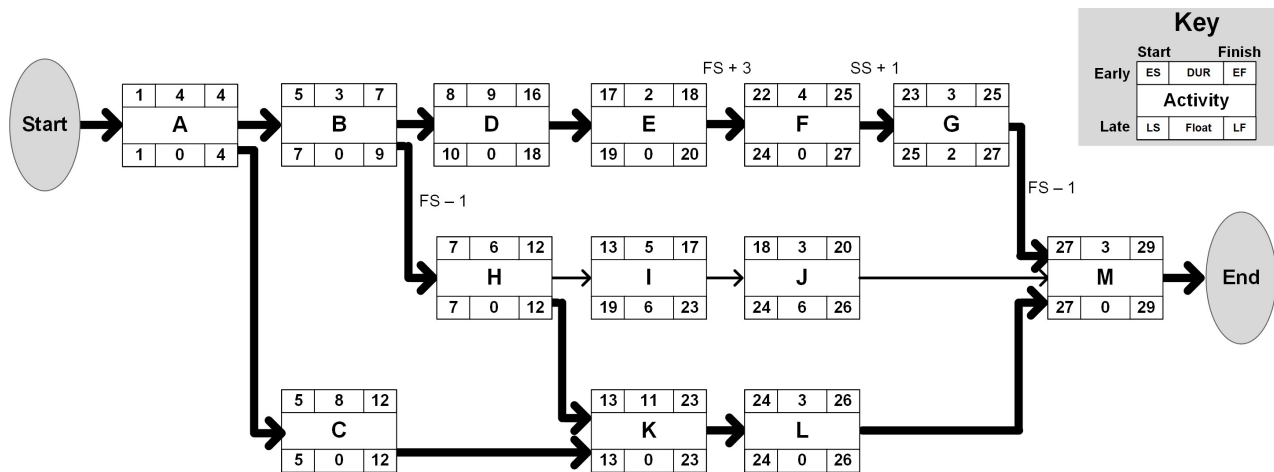 Key
Start Finish
Early ES DUR EF
Activity
Late LS Float LF
FS + 3 SS + 1
1 4 4 5 3 7 8 9 16 17 2 18 22 4 25 23 3 25
Start A B D E F G
1 0 4 7 0 9 10 0 18 19 0 20 24 0 27 25 2 27
FS – 1 FS – 1
7 6 12 13 5 17 18 3 20 27 3 29
H I J M End
7 0 12 19 6 23 24 6 26 27 0 29
5 8 12 13 11 23 24 3 26
C K L
5 0 12 13 0 23 24 0 26